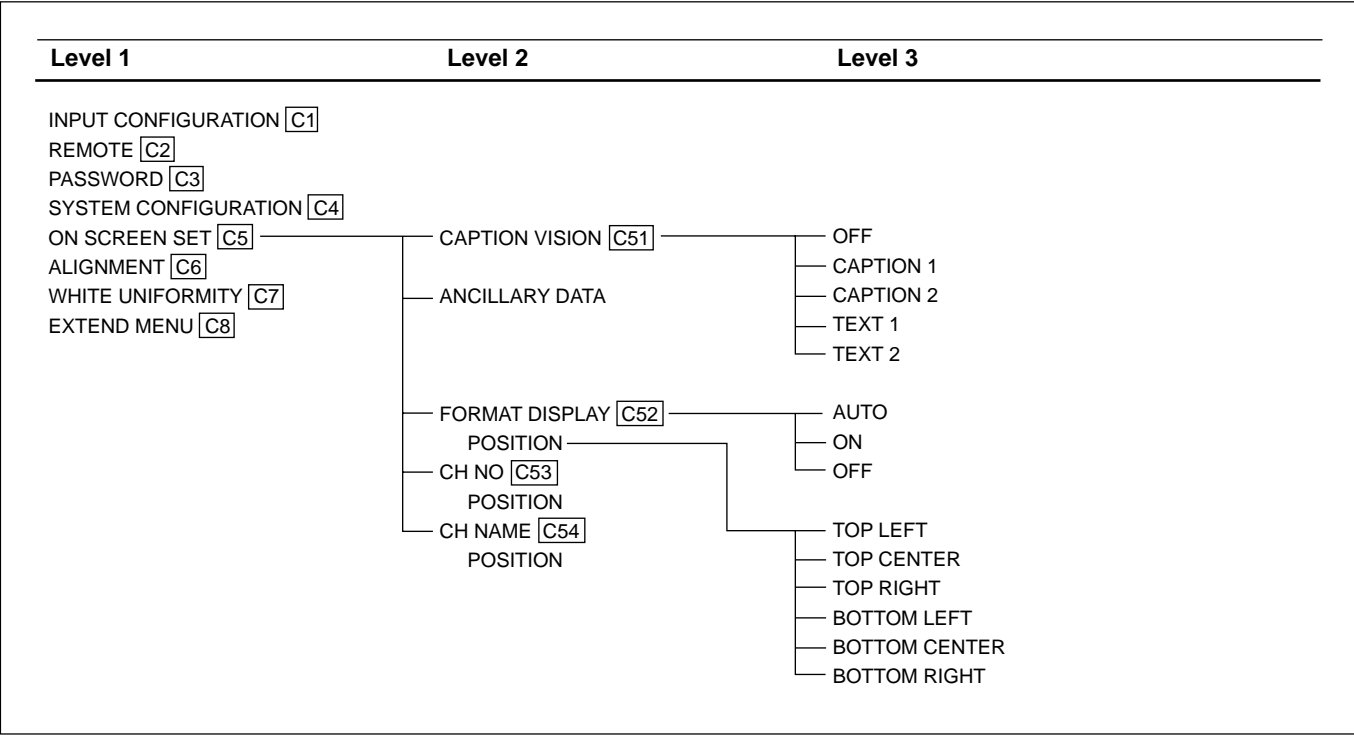 Level 1 Level 2 Level 3
INPUT CONFIGURATION C1
REMOTE C2
PASSWORD C3
SYSTEM CONFIGURATION C4
ON SCREEN SET C5 CAPTION VISION C51 OFF
ALIGNMENT C6 CAPTION 1
WHITE UNIFORMITY C7 ANCILLARY DATA CAPTION 2
EXTEND MENU C8 TEXT 1
TEXT 2
FORMAT DISPLAY C52 AUTO
POSITION ON
CH NO C53 OFF
POSITION
CH NAME C54 TOP LEFT
POSITION TOP CENTER
TOP RIGHT
BOTTOM LEFT
BOTTOM CENTER
BOTTOM RIGHT